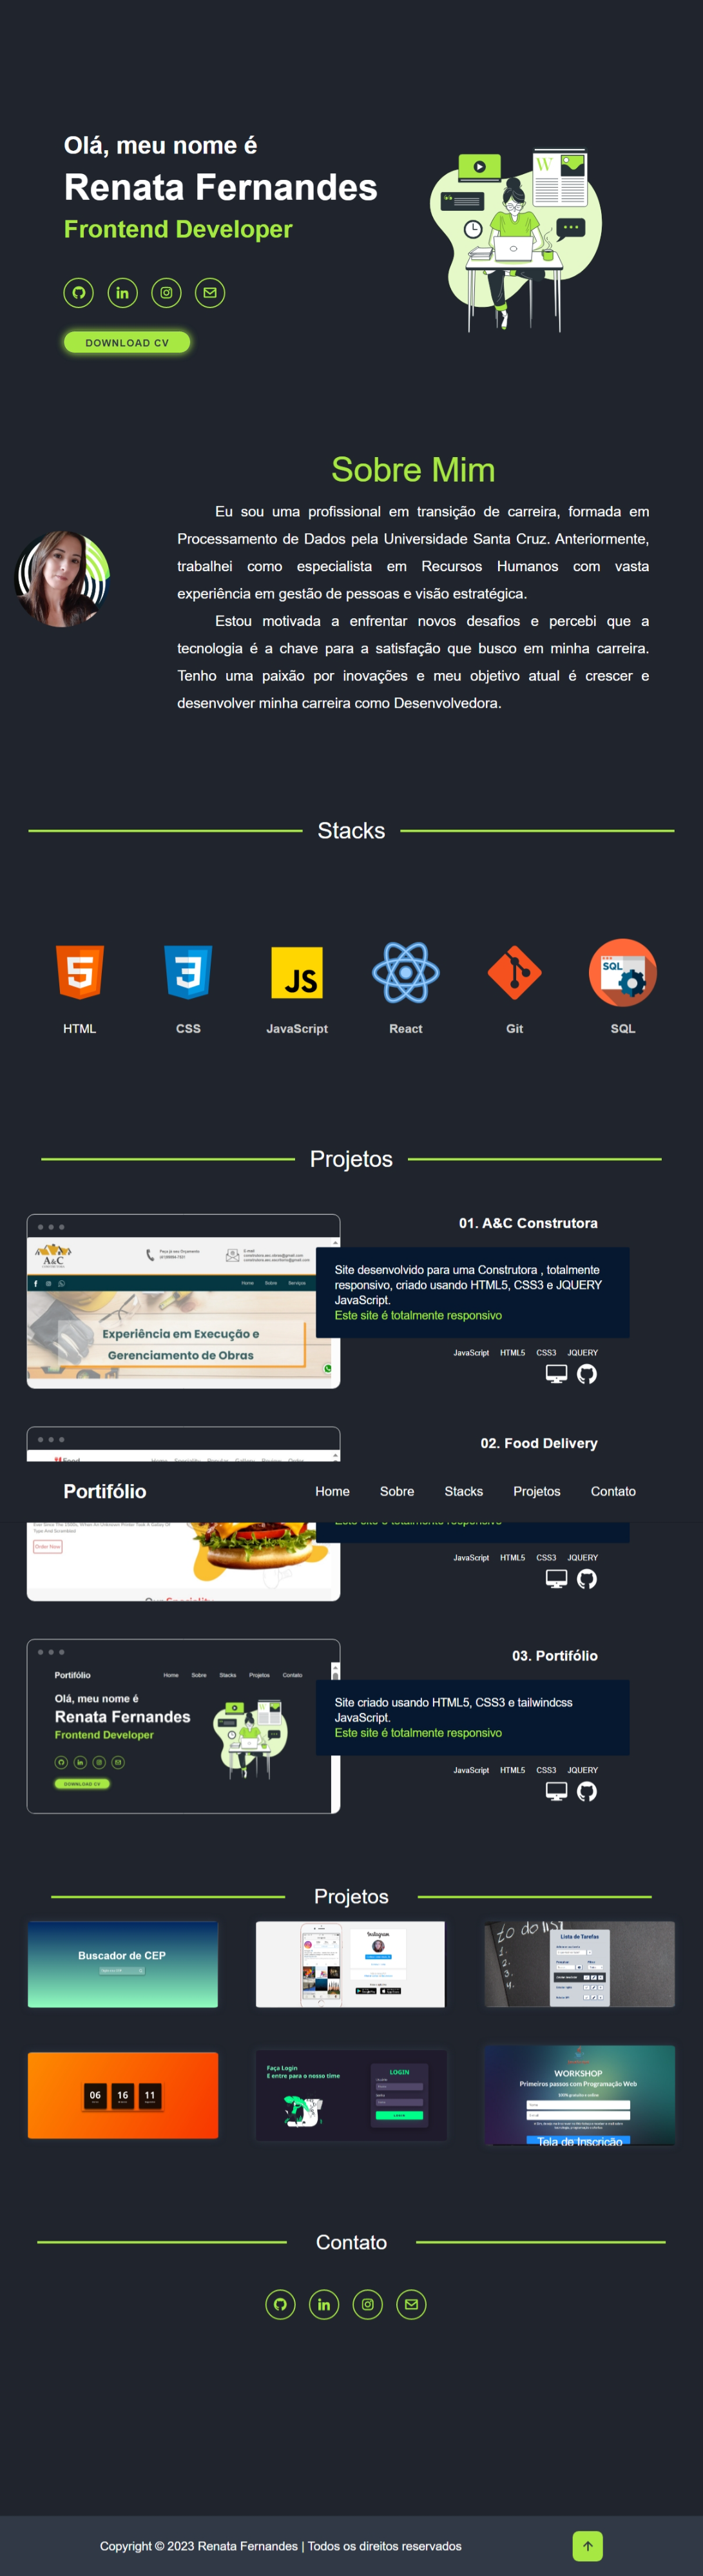 Olá, meu nome é
Renata Fernandes
Frontend Developer
DOWNLOAD CV
Sobre Mim
Eu sou uma profissional em transição de carreira, formada em
Processamento de Dados pela Universidade Santa Cruz. Anteriormente,
trabalhei como especialista em Recursos Humanos com vasta
experiência em gestão de pessoas e visão estratégica.
Estou motivada a enfrentar novos desafios e percebi que a
tecnologia é a chave para a satisfação que busco em minha carreira.
Tenho uma paixão por inovações e meu objetivo atual é crescer e
desenvolver minha carreira como Desenvolvedora.
Stacks
5 3 JS SQL
HTML CSS JavaScript React Git SQL
Projetos
01. A&C Construtora
A&C
Home Sobre Serviços
Experiência em Execução e
Gerenciamento de Obras
Site desenvolvido para uma Construtora , totalmente
responsivo, criado usando HTML5, CSS3 e JQUERY
JavaScript.
Este site é totalmente responsivo
JavaScript HTML5 CSS3 JQUERY
02. Food Delivery
Portifólio Home Sobre Stacks Projetos Contato
Order Now
JavaScript HTML5 CSS3 JQUERY
03. Portifólio
Portifólio Home Sobre Stacks Projetos Contato
Olá, meu nome é
Renata Fernandes
Frontend Developer
DOWNLOAD CV
Site criado usando HTML5, CSS3 e tailwindcss
JavaScript.
Este site é totalmente responsivo
JavaScript HTML5 CSS3 JQUERY
Projetos
Buscador de CEP
Instagram
to do list
Lista de Tarefas
06 16 11
Faça Login
E entre para o nosso time
LOGIN
WORKSHOP
Primeiros passos com Programação Web
100% gratuito e online
Tela de Inscrição
Contato
Copyright © 2023 Renata Fernandes | Todos os direitos reservados